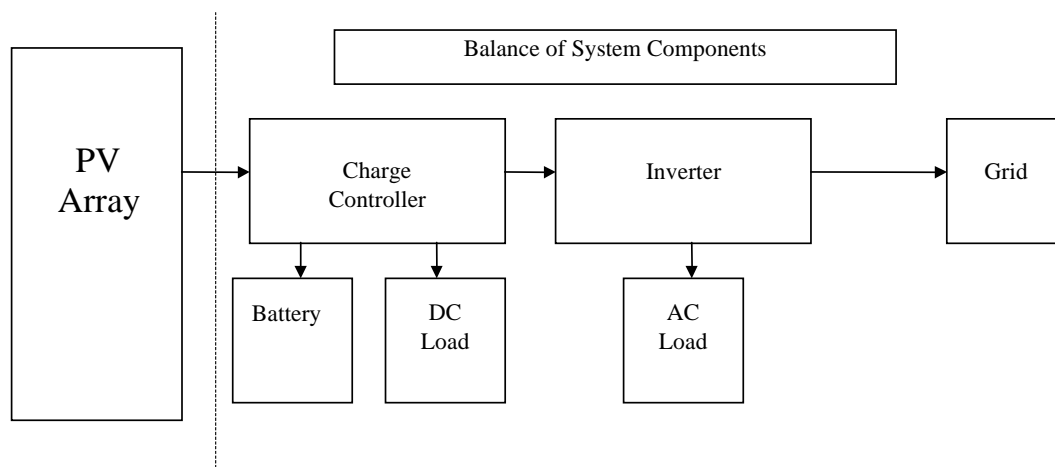 Balance of System Components
PV
Array
Charge
Controller
Inverter
Grid
Battery
DC
Load
AC
Load